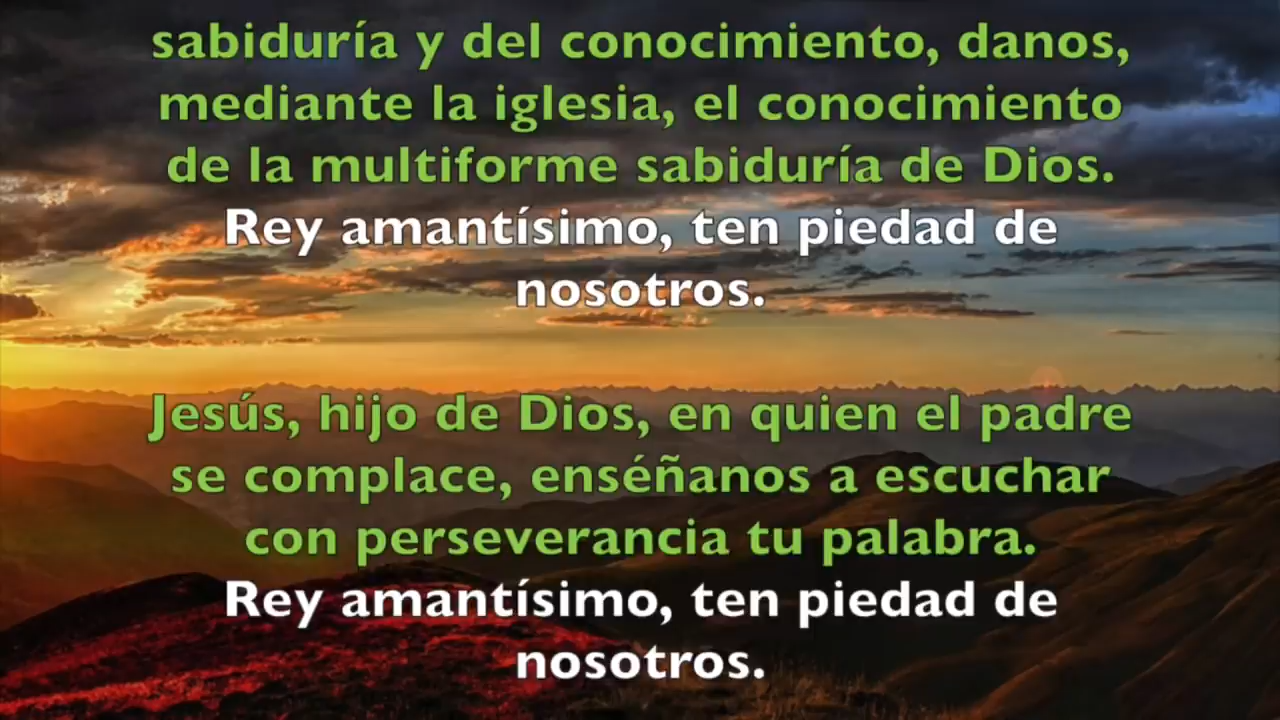 sabiduría y del conocimiento, danos,
mediante la iglesia, el conocimiento
de la multiforme sabiduría de Dios.
Rey amantísimo, ten piedad de
nosotros.
Jesús, hijo de Dios, en quien el padre
se complace, enséñanos a escuchar
con perseverancia tu palabra.
Rey amantísimo, ten piedad de
nosotros.